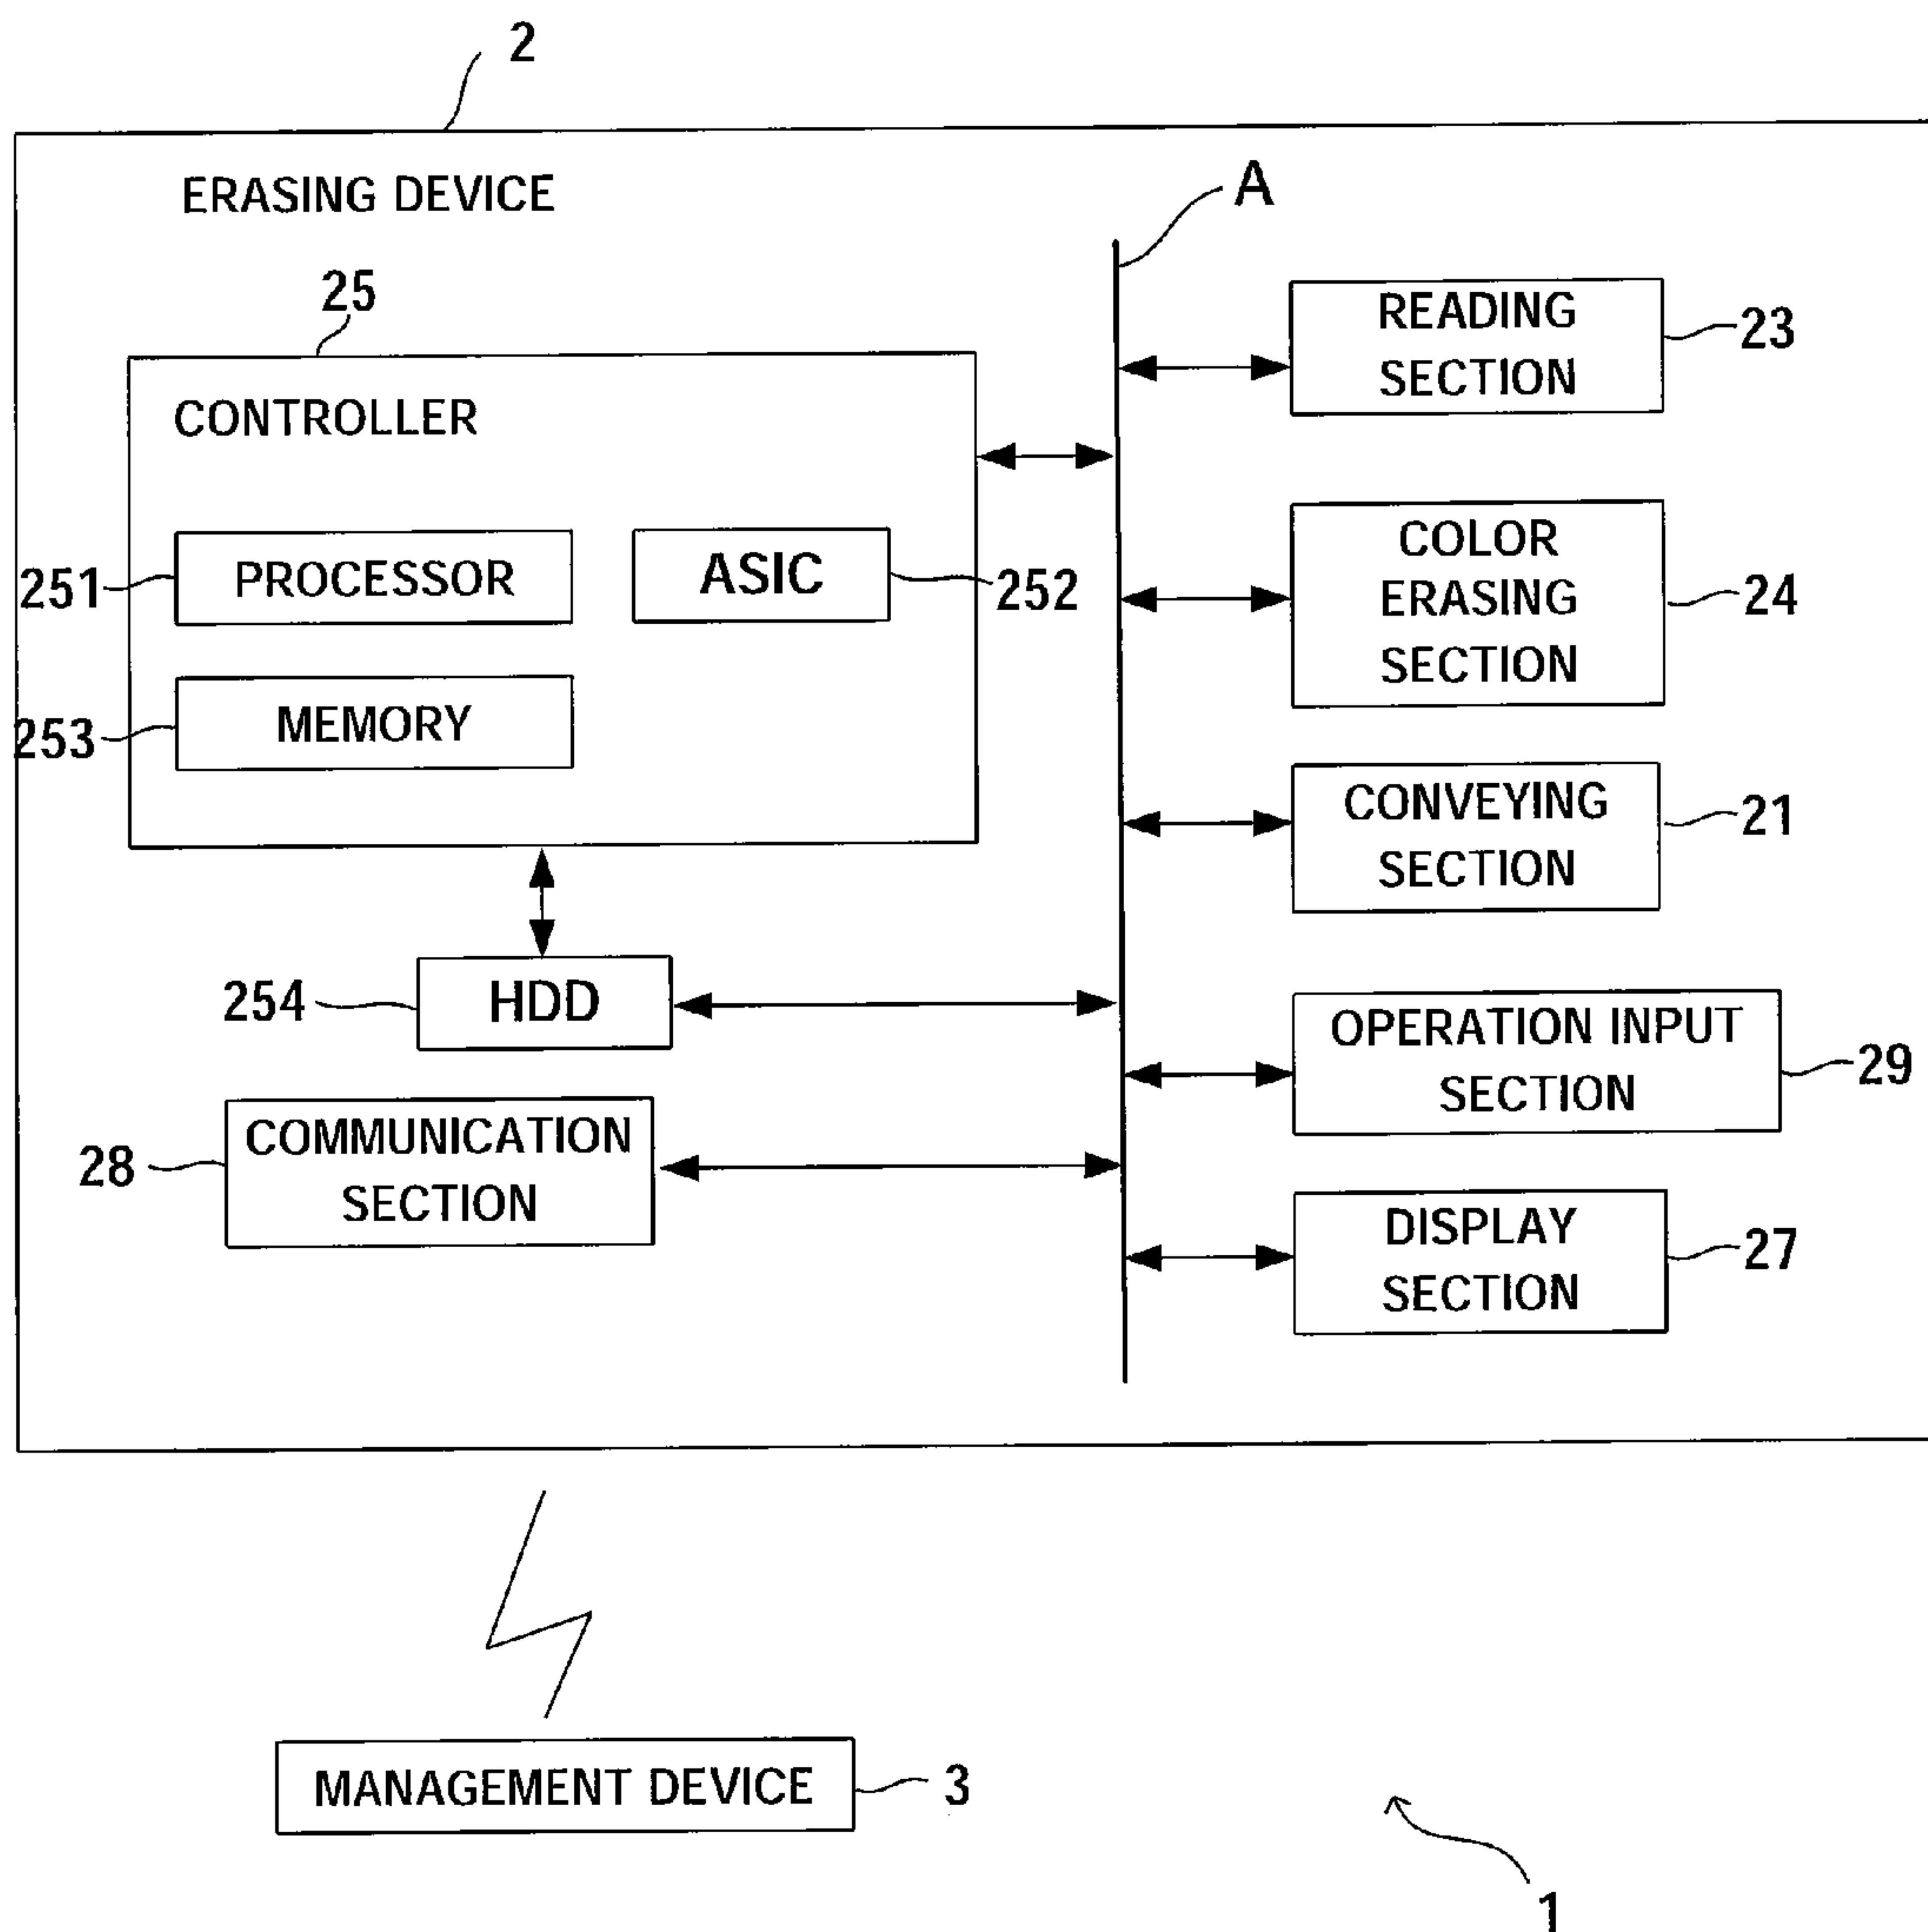 2
ERASING DEVICE
A
25
CONTROLLER
READING
SECTION
23
251
PROCESSOR
ASIC
252
COLOR
ERASING
SECTION
24
253
MEMORY
CONVEYING
SECTION
21
254
HDD
OPERATION INPUT
SECTION
29
28
COMMUNICATION
SECTION
DISPLAY
SECTION
27
MANAGEMENT DEVICE
3
1